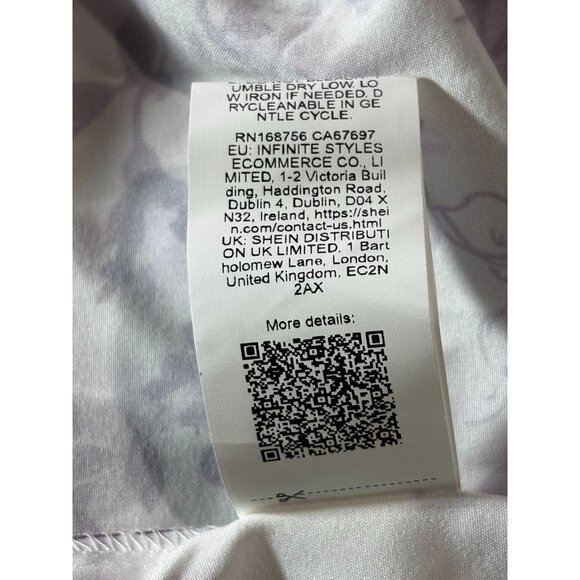 UMBLE DRY LOW. LO
W IRON IF NEEDED. D
RYCLEANABLE IN GE
NTLE CYCLE.
RN168756 CA67697
EU: INFINITE STYLES
ECOMMERCE CO., LI
MITED, 1-2 Victoria Buil
ding, Haddington Road,
Dublin 4, Dublin, D04 X
N32, Ireland, https://shei
n.com/contact-us.html
UK: SHEIN DISTRIBUTI
ON UK LIMITED, 1 Bart
holomew Lane, London,
United Kingdom, EC2N
2AX
More details: